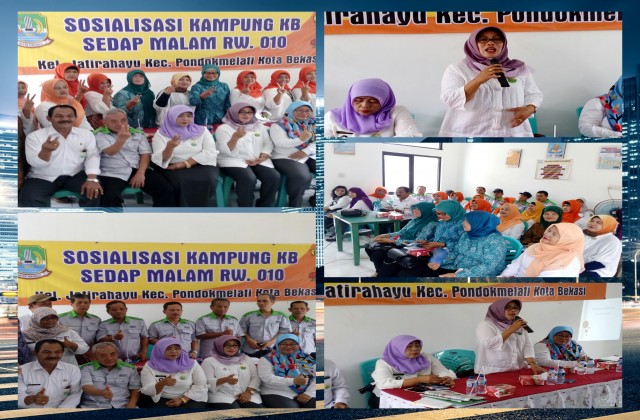 SOSIALISASI KAMPUNG KB
SEDAP MALAM RW. 010
Kel. Jatirahayu Kec. Pondokmelati Kota Bekasi
Jatirahayu Kec. Pondokmela
SOSIALISASI KAMPUNG KB
SEDAP MALAM RW. 010
Kel. Jatirahayu Kec. Pondokmelati Kota Bekasi
Jatirahayu Kec. Pondokmelati Kota Bekasi